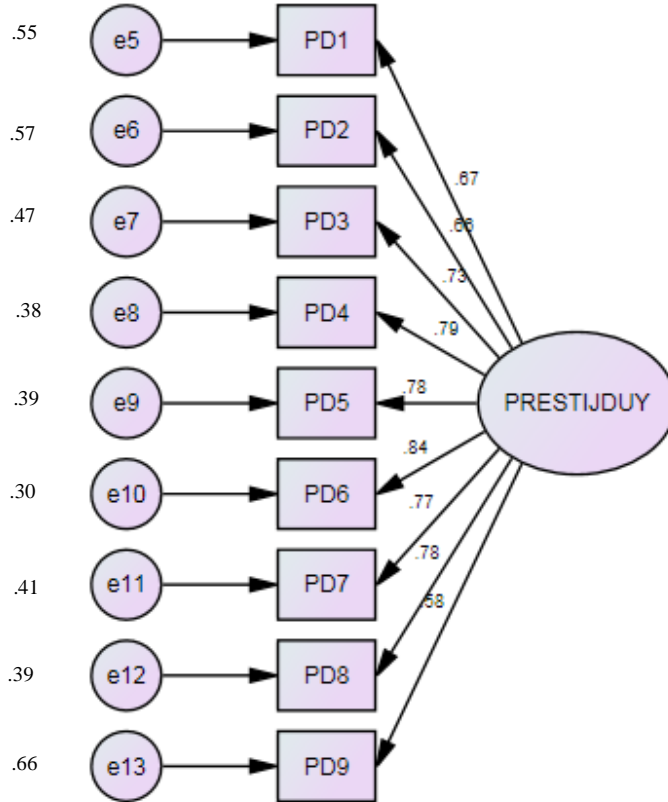 .55 e5 PD1
.67
.57 e6 PD2
.66
.47 e7 PD3
.73
.38 e8 PD4
.79
.39 e9 PD5 .78 PRESTIJDUY
.84
.30 e10 PD6
.77
.78
.41 e11 PD7
.58
.39 e12 PD8
.66 e13 PD9